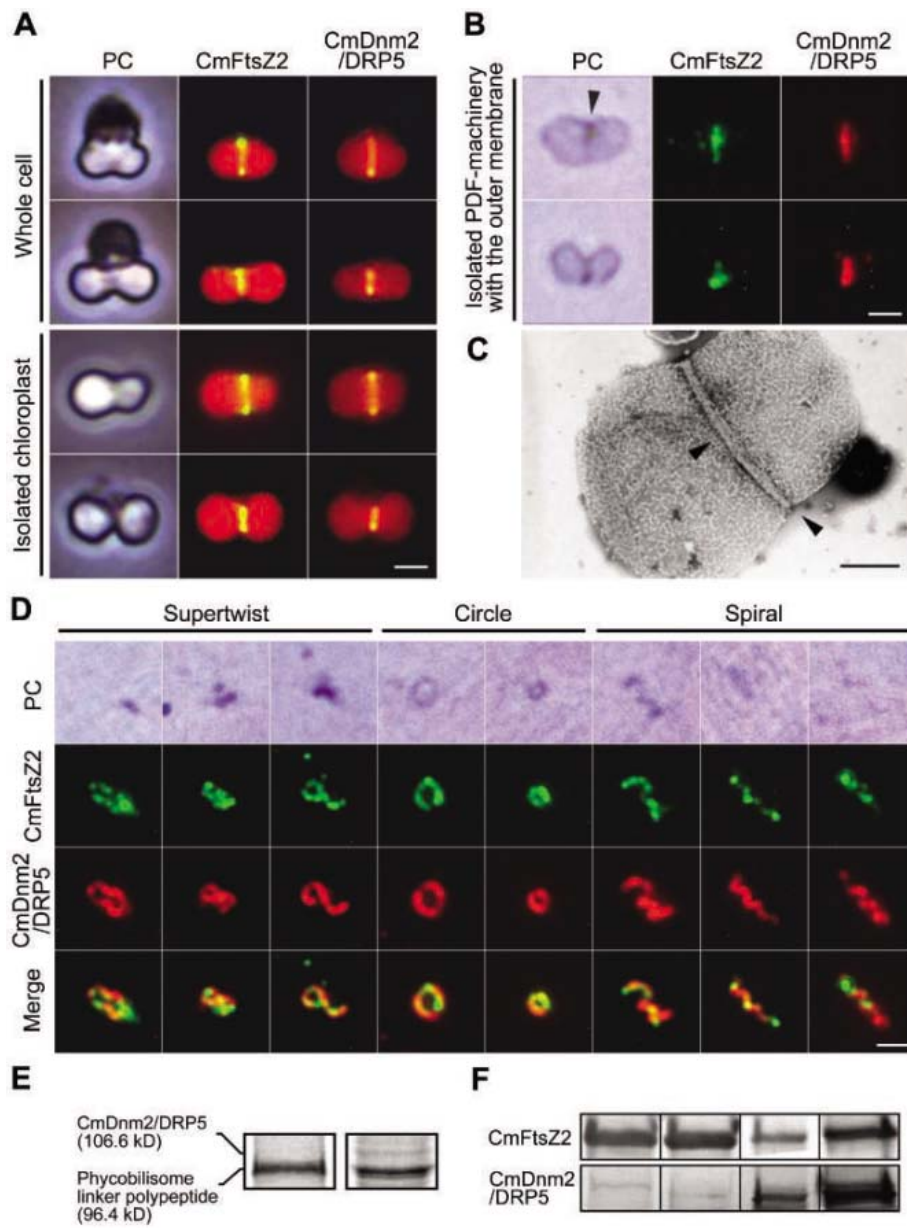 A
PC
CmFtsZ2
CmDnm2
/DRP5
Whole cell
Isolated chloroplast
B
PC
CmFtsZ2
CmDnm2
/DRP5
Isolated PDF-machinery
with the outer membrane
C
D
Supertwist
Circle
Spiral
PC
CmFtsZ2
CmDnm2
/DRP5
Merge
E
CmDnm2/DRP5
(106.6 kD)
Phycobilisome
linker polypeptide
(96.4 kD)
F
CmFtsZ2
CmDnm2
/DRP5